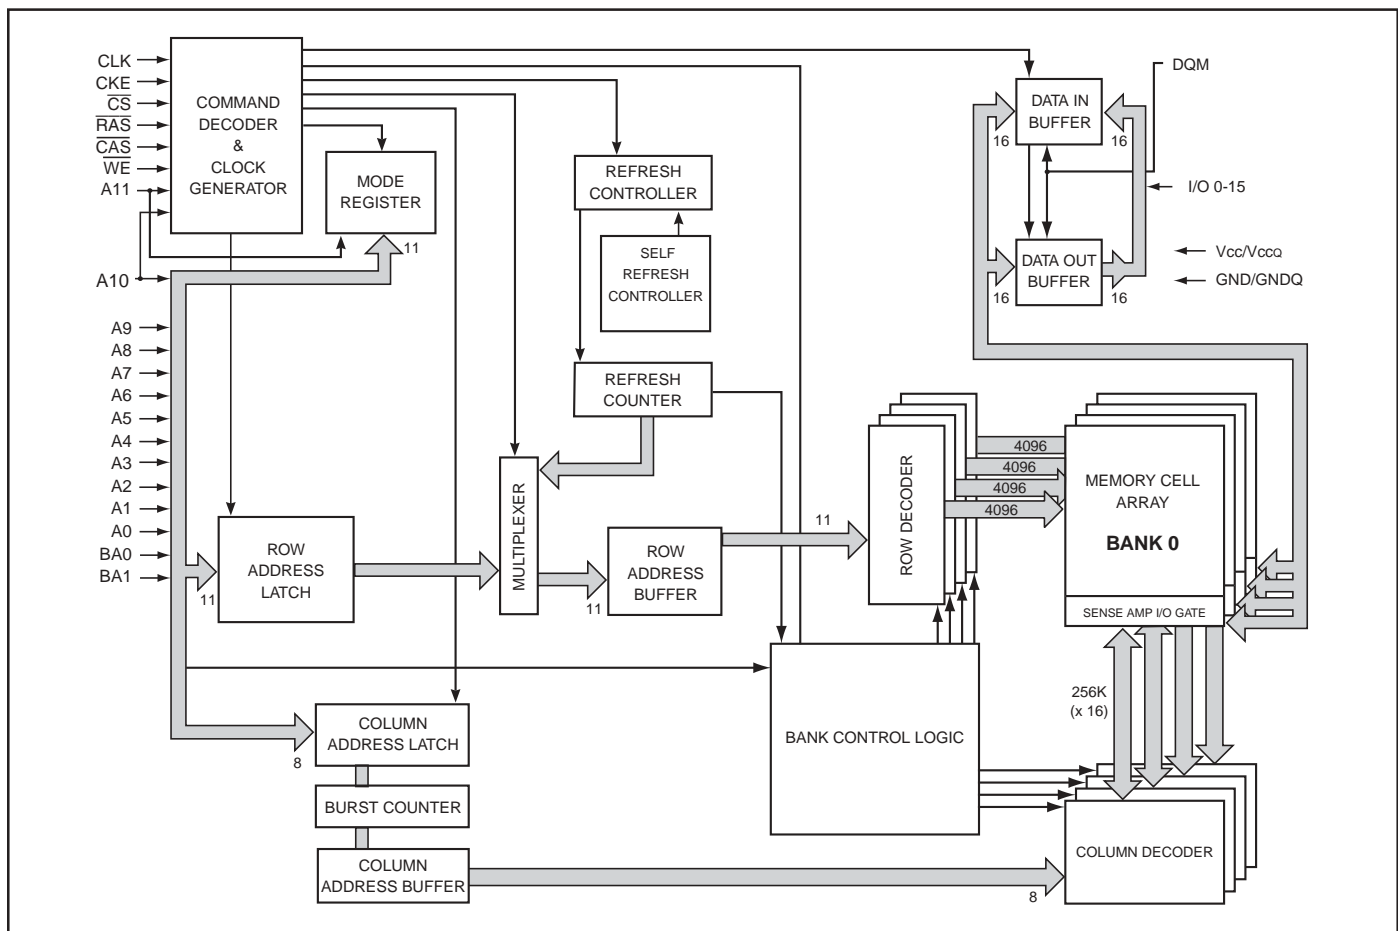 CLK
CKE
CS
RAS
CAS
WE
A11
A10
A9
A8
A7
A6
A5
A4
A3
A2
A1
A0
BA0
BA1
COMMAND
DECODER
&
CLOCK
GENERATOR
MODE
REGISTER
11
REFRESH
CONTROLLER
SELF
REFRESH
CONTROLLER
REFRESH
COUNTER
DATA IN
BUFFER
16
16
DQM
I/O 0-15
DATA OUT
BUFFER
16
16
Vcc/VccQ
GND/GNDQ
11
ROW
ADDRESS
LATCH
MULTIPLEXER
11
ROW
ADDRESS
BUFFER
11
ROW DECODER
4096
4096
4096
4096
MEMORY CELL
ARRAY
BANK 0
SENSE AMP I/O GATE
256K
(x 16)
BANK CONTROL LOGIC
8
COLUMN
ADDRESS LATCH
BURST COUNTER
COLUMN
ADDRESS BUFFER
8
COLUMN DECODER